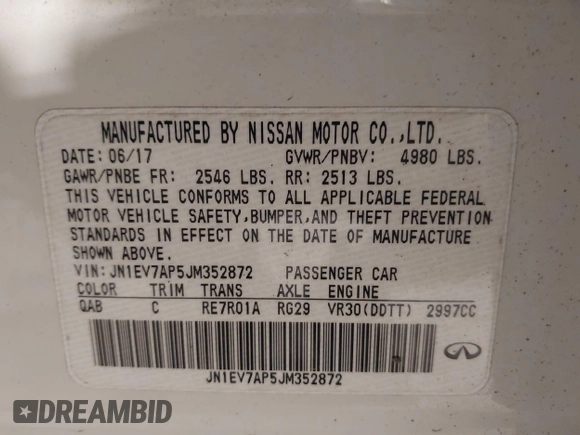 MANUFACTURED BY NISSAN MOTOR CO.,LTD.
DATE: 06/17 GVWR/PNBV: 4980 LBS.
GAWR/PNBE FR: 2546 LBS. RR: 2513 LBS.
THIS VEHICLE CONFORMS TO ALL APPLICABLE FEDERAL
MOTOR VEHICLE SAFETY,BUMPER,AND THEFT PREVENTION
STANDARDS IN EFFECT ON THE DATE OF MANUFACTURE
SHOWN ABOVE.
VIN: JN1EV7AP5JM352872 PASSENGER CAR
COLOR TRIM TRANS AXLE ENGINE
QAB C RE7R01A RG29 VR30(DDTT) 2997CC
JN1EV7AP5JM352872
DREAMBID